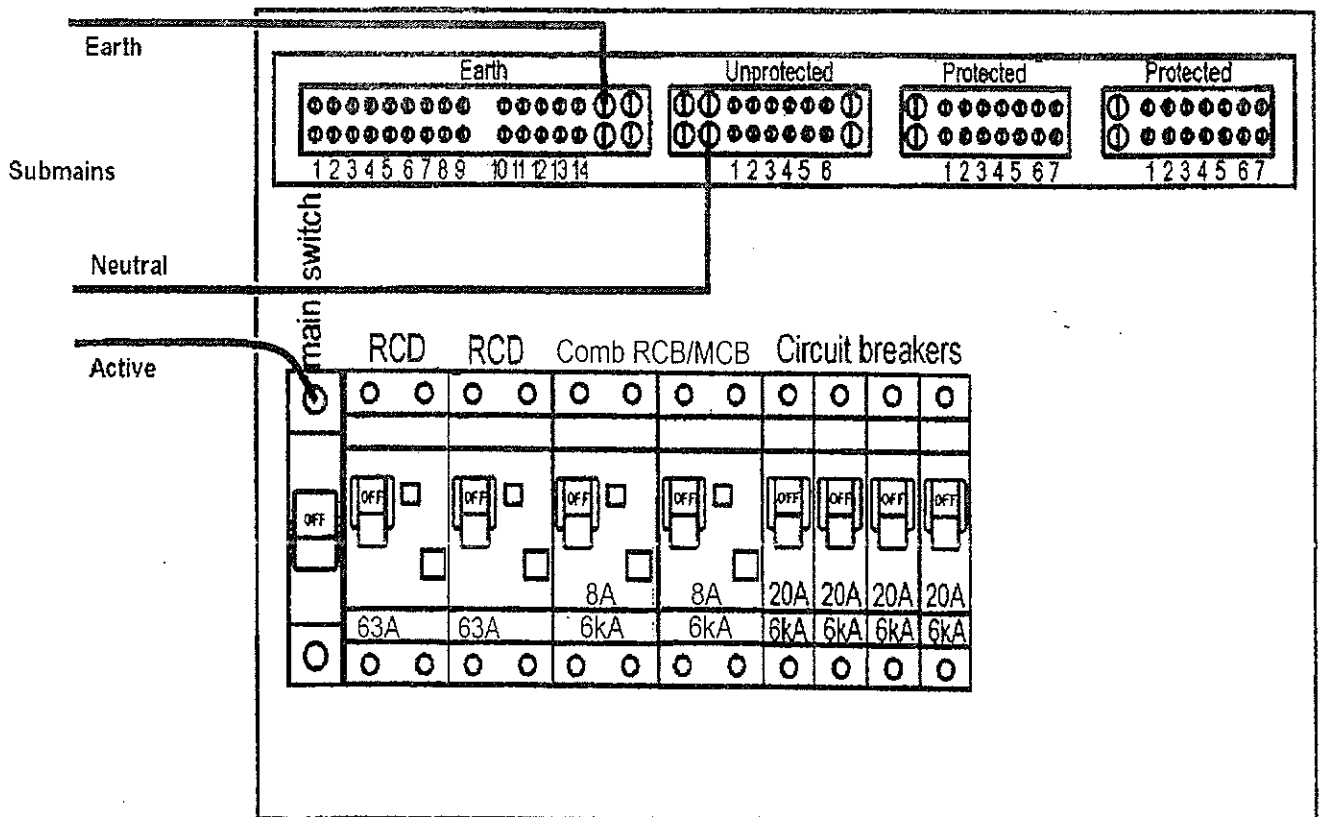 Earth
Earth Unprotected Protected Protected
1 2 3 4 5 6 7 8 9 10 11 12 13 14 1 2 3 4 5 6 1 2 3 4 5 6 7 1 2 3 4 5 6 7
Submains
main switch
Neutral
Active
RCD RCD Comb RCB/MCB Circuit breakers
OFF OFF OFF OFF OFF OFF OFF OFF OFF
8A 8A 20A 20A 20A 20A
63A 63A 6kA 6kA 6kA 6kA 6kA 6kA